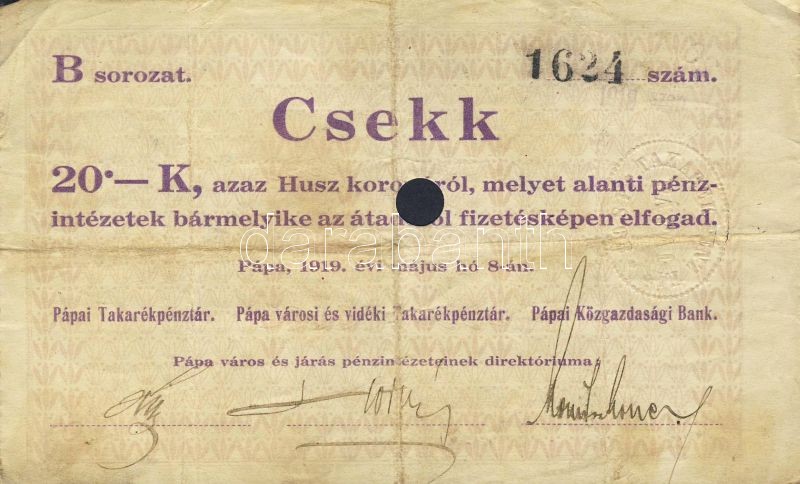 B sorozat. 1624 szám.
Csekk
20·— K, azaz Husz koro ról, melyet alanti pénz-
intézetek bármelyike az áta ól fizetésképen elfogad.
darabanth
Pápa, 1919. évi május hó 8-án.
Pápai Takarékpénztár. Pápa városi és vidéki Takarékpénztár. Pápai Közgazdasági Bank.
Pápa város és járás pénzintézeteinek direktóriuma: